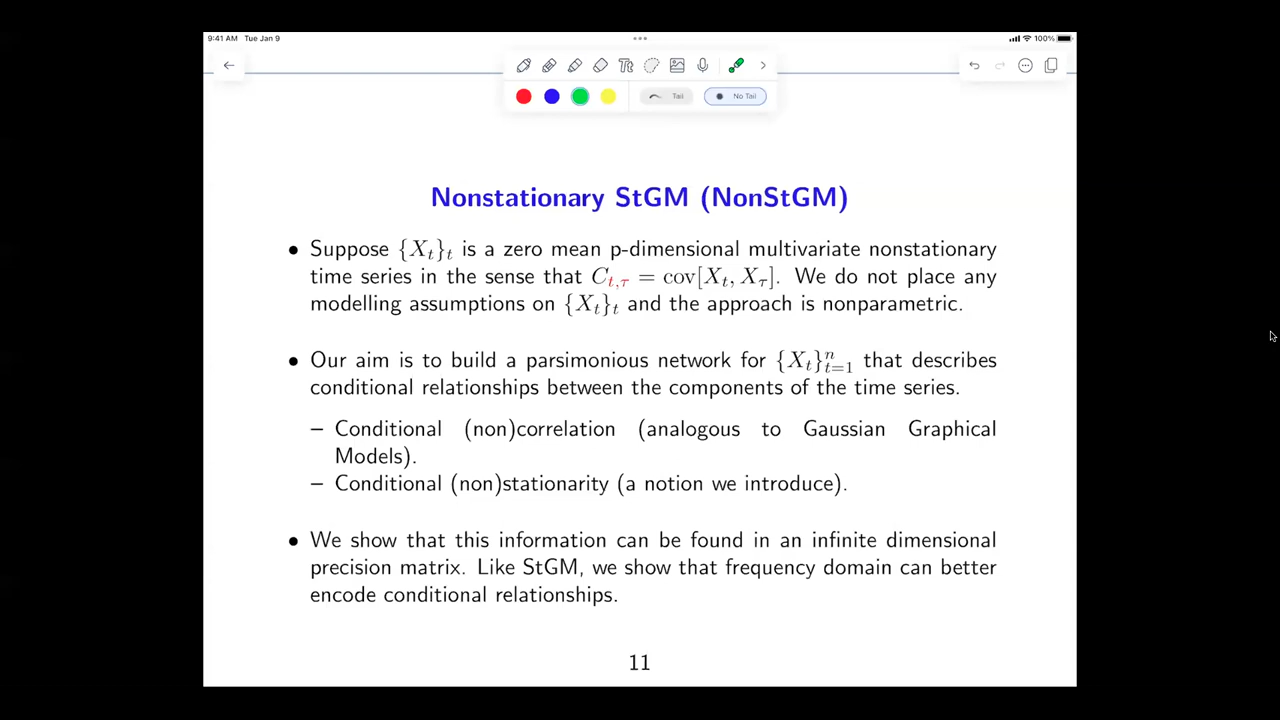 9:41 AM Tue Jan 9
100%
Tail
No Tail
Nonstationary StGM (NonStGM)
• Suppose {X_t}_t is a zero mean p-dimensional multivariate nonstationary
time series in the sense that C_{t,τ} = cov[X_t, X_τ]. We do not place any
modelling assumptions on {X_t}_t and the approach is nonparametric.
• Our aim is to build a parsimonious network for {X_t}_{t=1}^n that describes
conditional relationships between the components of the time series.
– Conditional (non)correlation (analogous to Gaussian Graphical
Models).
– Conditional (non)stationarity (a notion we introduce).
• We show that this information can be found in an infinite dimensional
precision matrix. Like StGM, we show that frequency domain can better
encode conditional relationships.
11